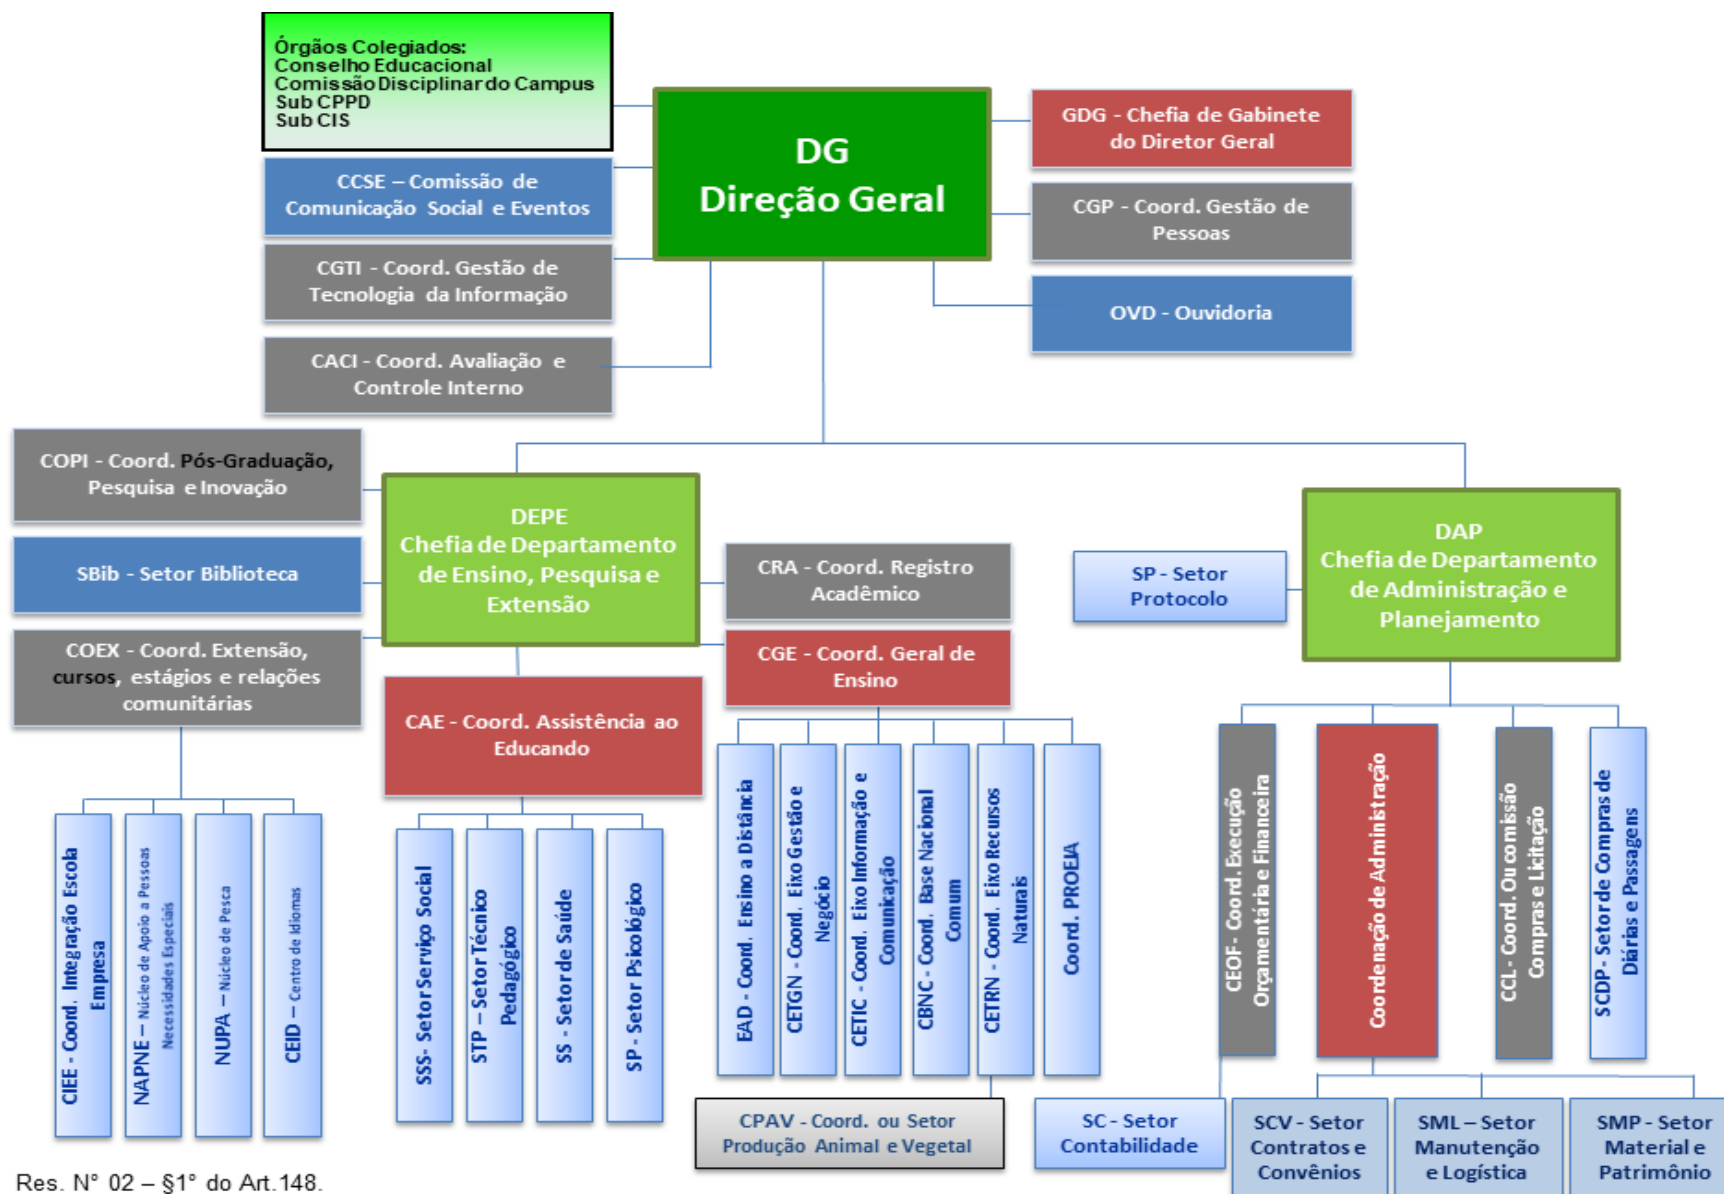 Órgãos Colegiados:
Conselho Educacional
Comissão Disciplinar do Campus
Sub CPPD
Sub CIS
DG
Direção Geral
GDG - Chefia de Gabinete
do Diretor Geral
CCSE – Comissão de
Comunicação Social e Eventos
CGP - Coord. Gestão de
Pessoas
CGTI - Coord. Gestão de
Tecnologia da Informação
OVD - Ouvidoria
CACI - Coord. Avaliação e
Controle Interno
COPI - Coord. Pós-Graduação,
Pesquisa e Inovação
SBib - Setor Biblioteca
COEX - Coord. Extensão,
cursos, estágios e relações
comunitárias
DEPE
Chefia de Departamento
de Ensino, Pesquisa e
Extensão
CRA - Coord. Registro
Acadêmico
CGE - Coord. Geral de
Ensino
CAE - Coord. Assistência ao
Educando
SP - Setor
Protocolo
DAP
Chefia de Departamento
de Administração e
Planejamento
CIEE - Coord. Integração Escola
Empresa
NAPNE – Núcleo de Apoio a Pessoas
Necessidades Especiais
NUPA – Núcleo de Pesca
CEID – Centro de Idiomas
SSS- Setor Serviço Social
STP – Setor Técnico
Pedagógico
SS - Setor de Saúde
SP - Setor Psicológico
EAD - Coord. Ensino a Distância
CETGN - Coord. Eixo Gestão e
Negócio
CETIC - Coord. Eixo Informação e
Comunicação
CBNC - Coord. Base Nacional
Comum
CETRN - Coord. Eixo Recursos
Naturais
Coord. PROEJA
CEOF - Coord. Execução
Orçamentária e Financeira
Coordenação de Administração
CCL - Coord. Ou comissão
Compras e Licitação
SCDP - Setor de Compras de
Diárias e Passagens
CPAV - Coord. ou Setor
Produção Animal e Vegetal
SC - Setor
Contabilidade
SCV - Setor
Contratos e
Convênios
SML – Setor
Manutenção
e Logística
SMP - Setor
Material e
Patrimônio
Res. N° 02 – §1° do Art.148.